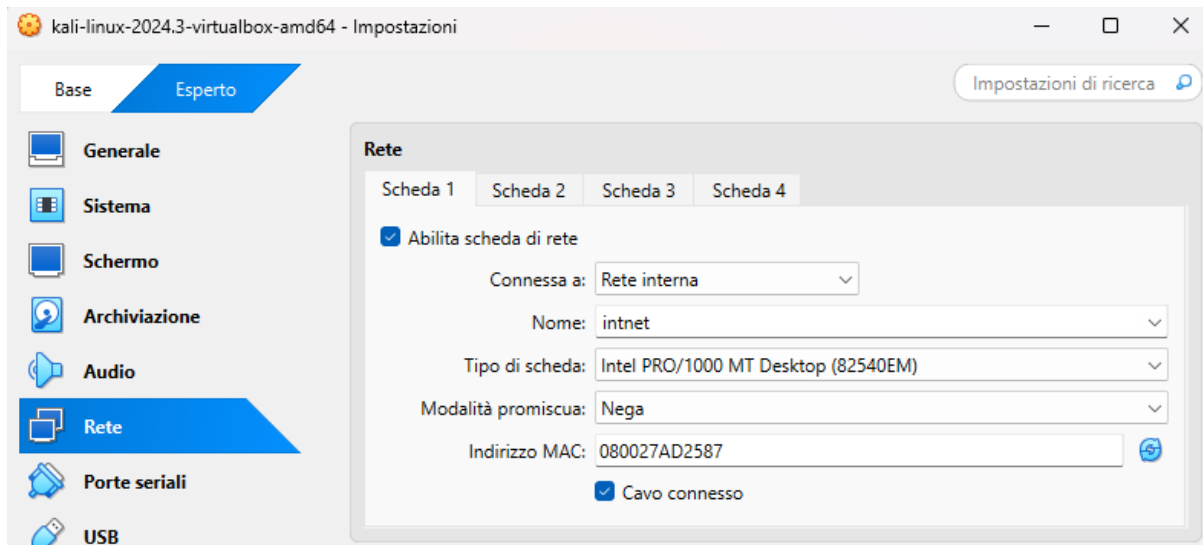 kali-linux-2024.3-virtualbox-amd64 - Impostazioni
Base Esperto Impostazioni di ricerca
Generale
Sistema
Schermo
Archiviazione
Audio
Rete
Porte seriali
USB
Rete
Scheda 1 Scheda 2 Scheda 3 Scheda 4
Abilita scheda di rete
Connessa a: Rete interna
Nome: intnet
Tipo di scheda: Intel PRO/1000 MT Desktop (82540EM)
Modalità promiscua: Nega
Indirizzo MAC: 080027AD2587
Cavo connesso